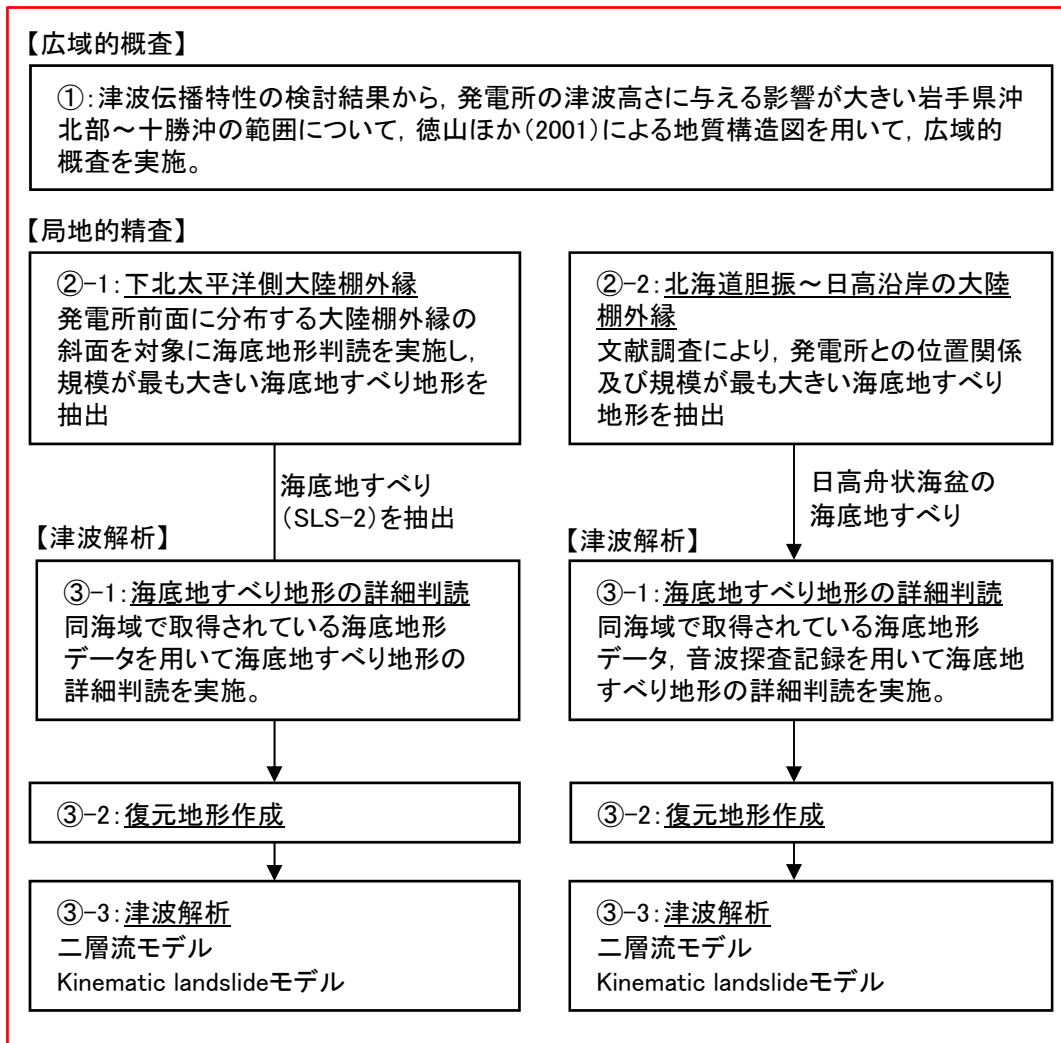 【広域的概査】
①:津波伝播特性の検討結果から,発電所の津波高さに与える影響が大きい岩手県沖
北部~十勝沖の範囲について,徳山ほか(2001)による地質構造図を用いて,広域的
概査を実施。
【局地的精査】
②-1:下北太平洋側大陸棚外縁
発電所前面に分布する大陸棚外縁の
斜面を対象に海底地形判読を実施し,
規模が最も大きい海底地すべり地形を
抽出
海底地すべり
(SLS-2)を抽出
【津波解析】
③-1:海底地すべり地形の詳細判読
同海域で取得されている海底地形
データを用いて海底地すべり地形の
詳細判読を実施。
③-2:復元地形作成
③-3:津波解析
二層流モデル
Kinematic landslideモデル
②-2:北海道胆振~日高沿岸の大陸
棚外縁
文献調査により,発電所との位置関係
及び規模が最も大きい海底地すべり
地形を抽出
日高舟状海盆の
海底地すべり
【津波解析】
③-1:海底地すべり地形の詳細判読
同海域で取得されている海底地形
データ,音波探査記録を用いて海底地
すべり地形の詳細判読を実施。
③-2:復元地形作成
③-3:津波解析
二層流モデル
Kinematic landslideモデル